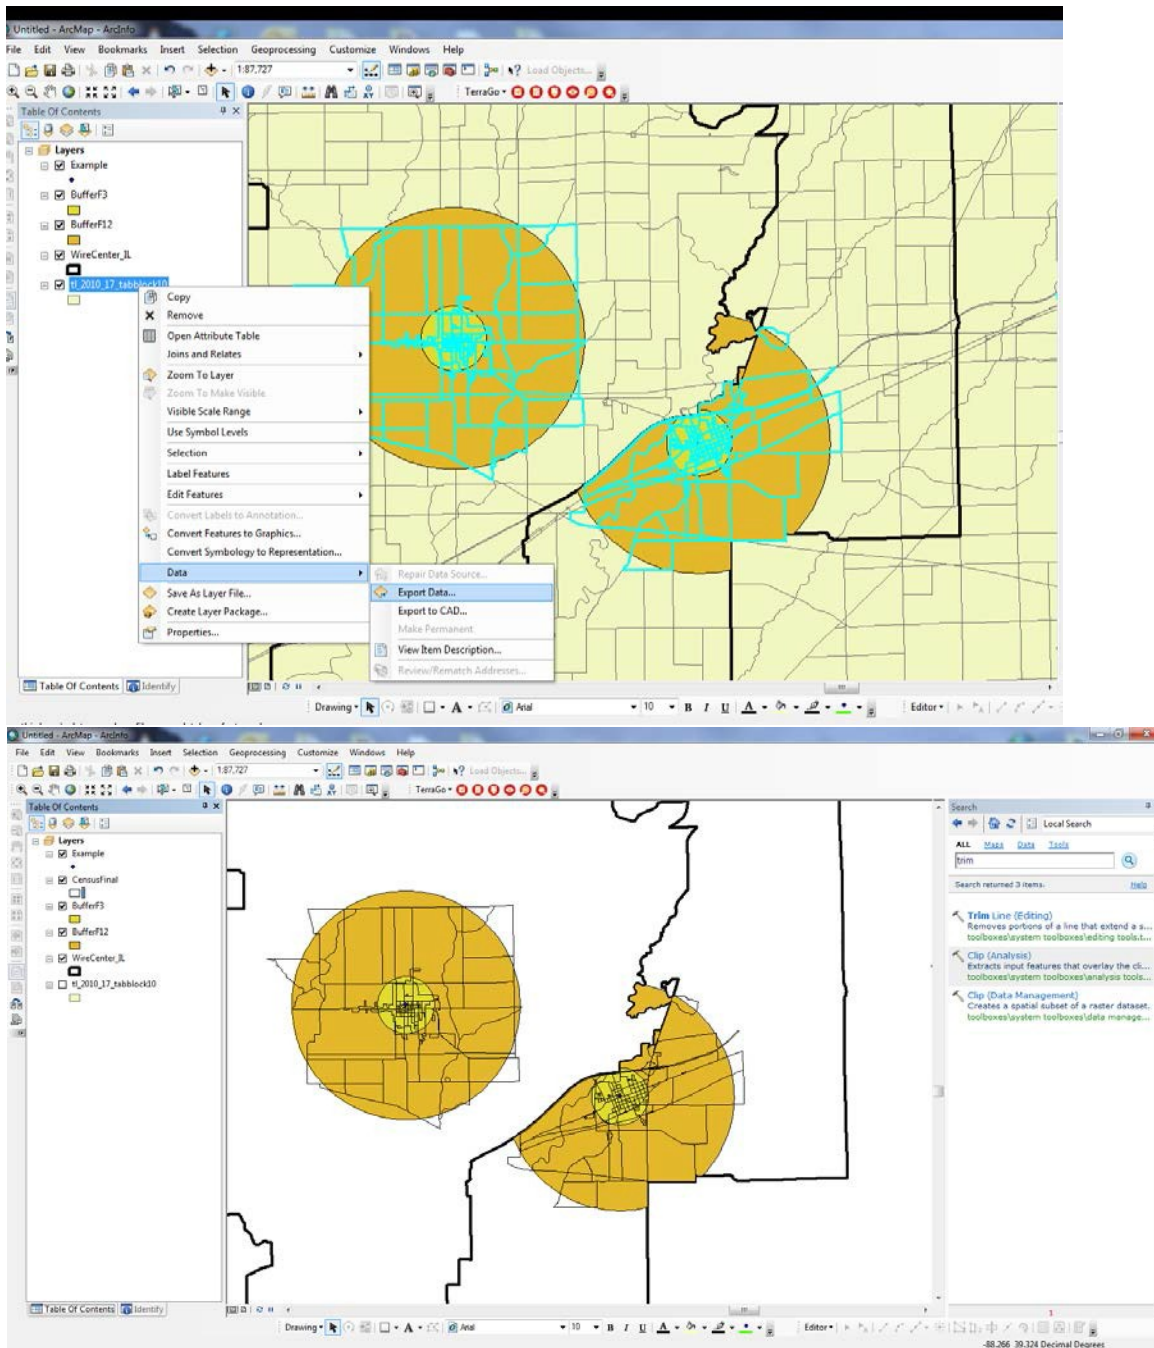 Untitled - ArcMap - ArcInfo
File Edit View Bookmarks Insert Selection Geoprocessing Customize Windows Help
1:87,727 Load Objects...
TerraGo
Table Of Contents
Layers
Example
BufferF3
BufferF12
WireCenter_IL
tl_2010_17_tabblock10
Copy
Remove
Open Attribute Table
Joins and Relates
Zoom To Layer
Zoom To Make Visible
Visible Scale Range
Use Symbol Levels
Selection
Label Features
Edit Features
Convert Labels to Annotation...
Convert Features to Graphics...
Convert Symbology to Representation...
Data
Save As Layer File...
Create Layer Package...
Properties...
Repair Data Source...
Export Data...
Export to CAD...
Make Permanent
View Item Description...
Review/Rematch Addresses...
Table Of Contents Identify
Drawing A Arial 10 B I U A Editor
Untitled - ArcMap - ArcInfo
File Edit View Bookmarks Insert Selection Geoprocessing Customize Windows Help
1:87,727 Load Objects...
TerraGo
Table Of Contents
Layers
Example
CensusFinal
BufferF3
BufferF12
WireCenter_IL
tl_2010_17_tabblock10
Search
Local Search
ALL Maps Data Tools
trim
Search returned 3 items. Help
Trim Line (Editing)
Removes portions of a line that extend a s...
toolboxes\system toolboxes\editing tools.t...
Clip (Analysis)
Extracts input features that overlay the cli...
toolboxes\system toolboxes\analysis tools...
Clip (Data Management)
Creates a spatial subset of a raster dataset.
toolboxes\system toolboxes\data manage...
1
Table Of Contents Identify
Drawing A Arial 10 B I U A Editor
-88.266 39.324 Decimal Degrees